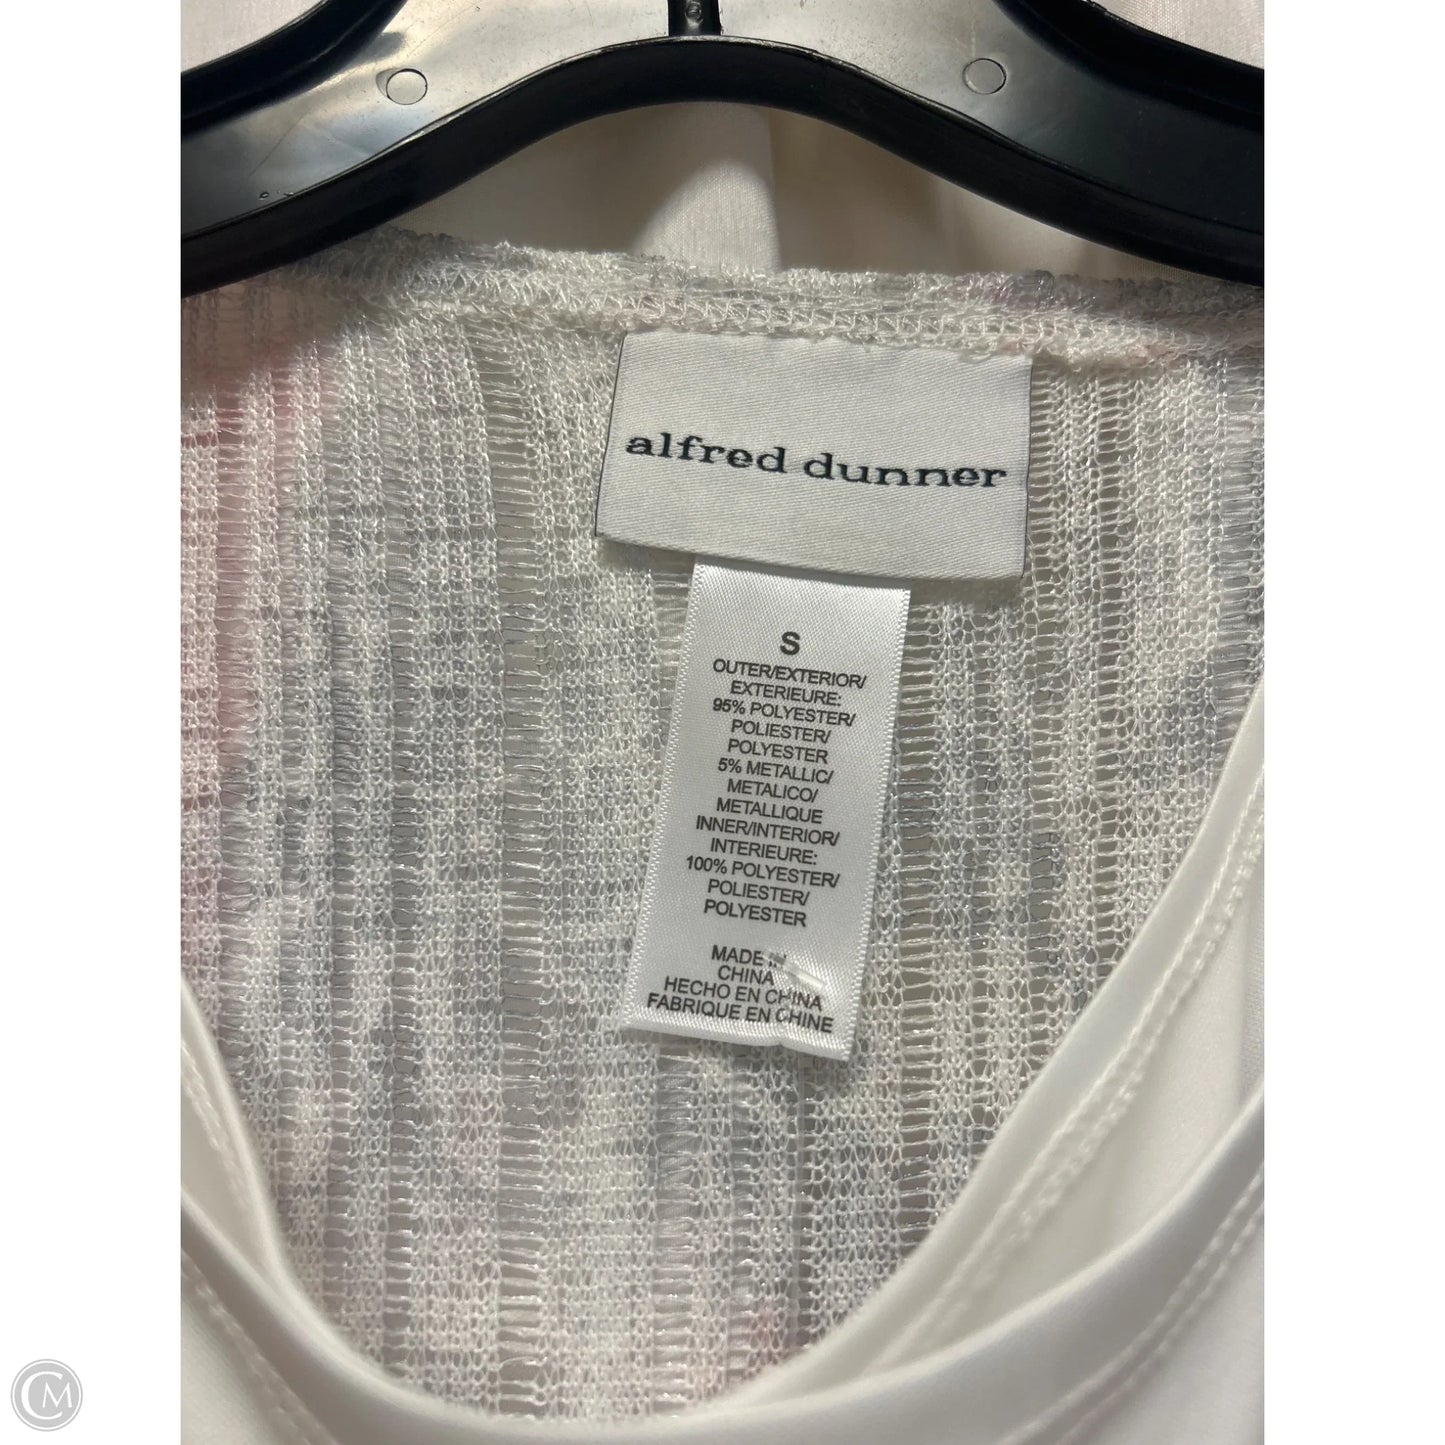 alfred dunner
S
OUTER/EXTERIOR/
EXTERIEURE:
95% POLYESTER/
POLIESTER/
POLYESTER
5% METALLIC/
METALICO/
METALLIQUE
INNER/INTERIOR/
INTERIEURE:
100% POLYESTER/
POLIESTER/
POLYESTER
MADE IN
CHINA
HECHO EN CHINA
FABRIQUE EN CHINE
CM